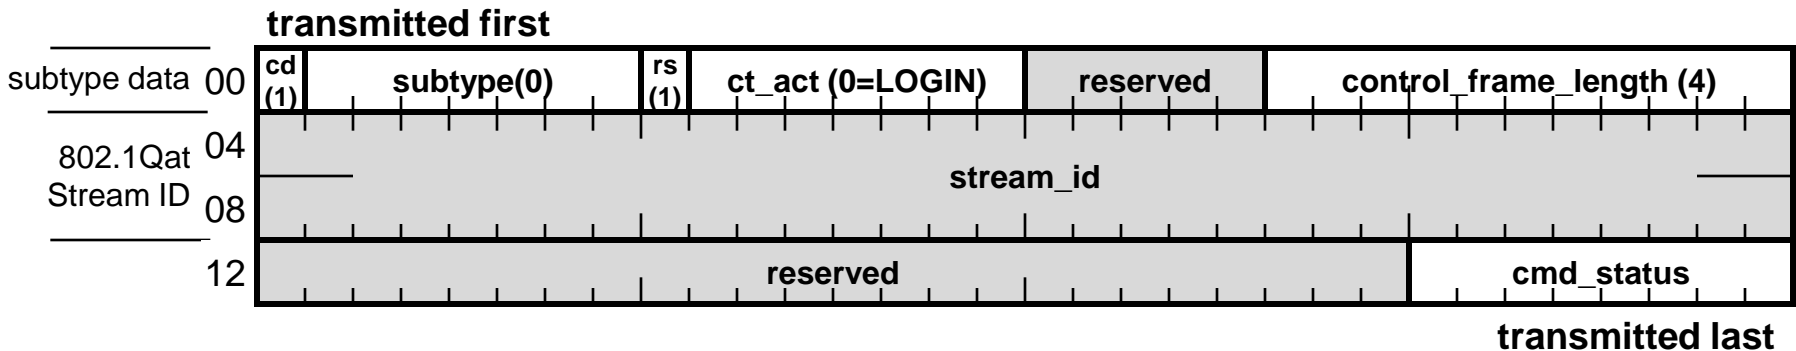 transmitted first
subtype data 00 cd (1) subtype(0) rs (1) ct_act (0=LOGIN) reserved control_frame_length (4)
802.1Qat Stream ID 04 08 stream_id
12 reserved cmd_status
transmitted last